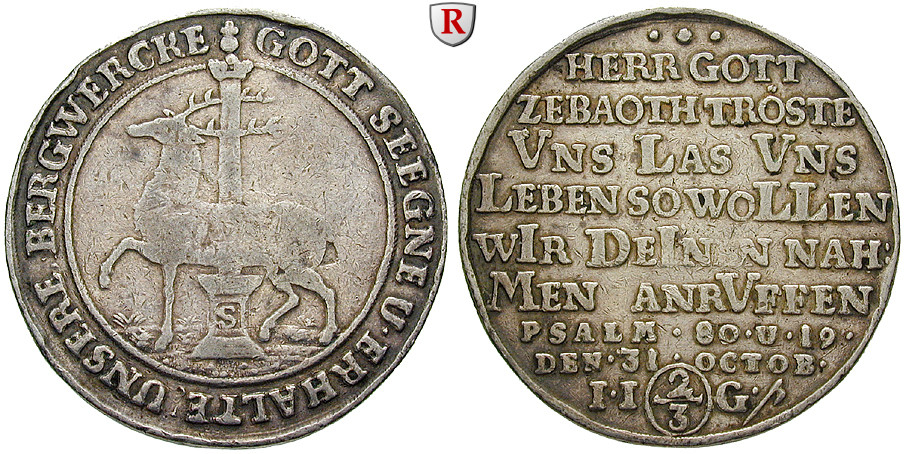 R
GOTT SEEGNE U. ERHALTE UNSERE BERGWERCKE
S
HERR GOTT
ZEBAOTH TRÖSTE
VNS LAS VNS
LEBEN SO WOLLEN
WIR DEINEN NAH:
MEN ANRVFFEN
PSALM · 80 · U · 19 ·
DEN · 31 · OCTOB ·
I · I 2/3 G ·